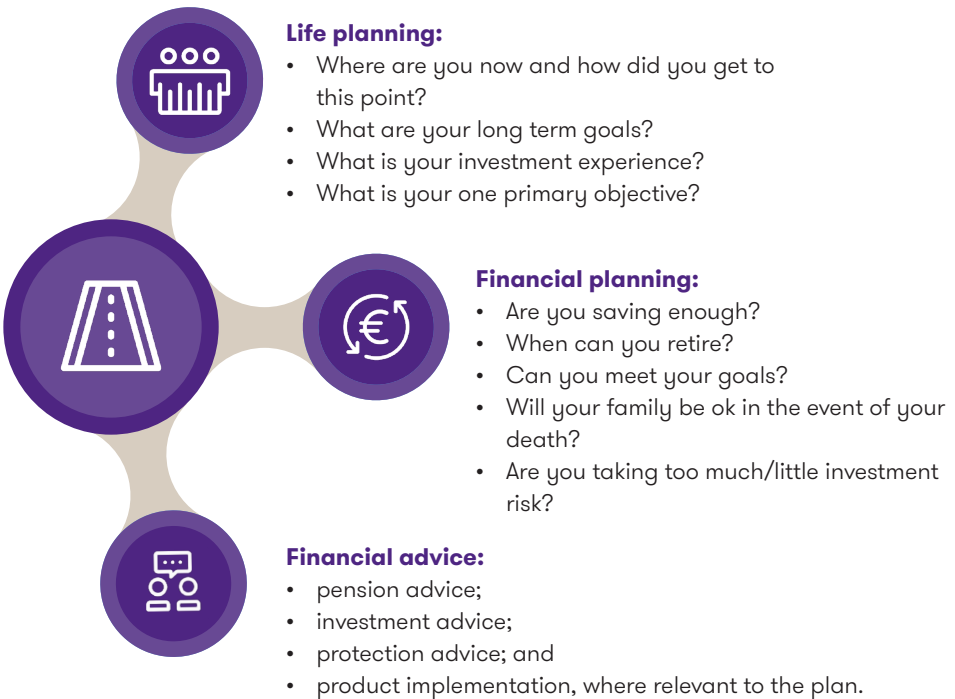 Life planning:
• Where are you now and how did you get to
this point?
• What are your long term goals?
• What is your investment experience?
• What is your one primary objective?
€
Financial planning:
• Are you saving enough?
• When can you retire?
• Can you meet your goals?
• Will your family be ok in the event of your
death?
• Are you taking too much/little investment
risk?
Financial advice:
• pension advice;
• investment advice;
• protection advice; and
• product implementation, where relevant to the plan.